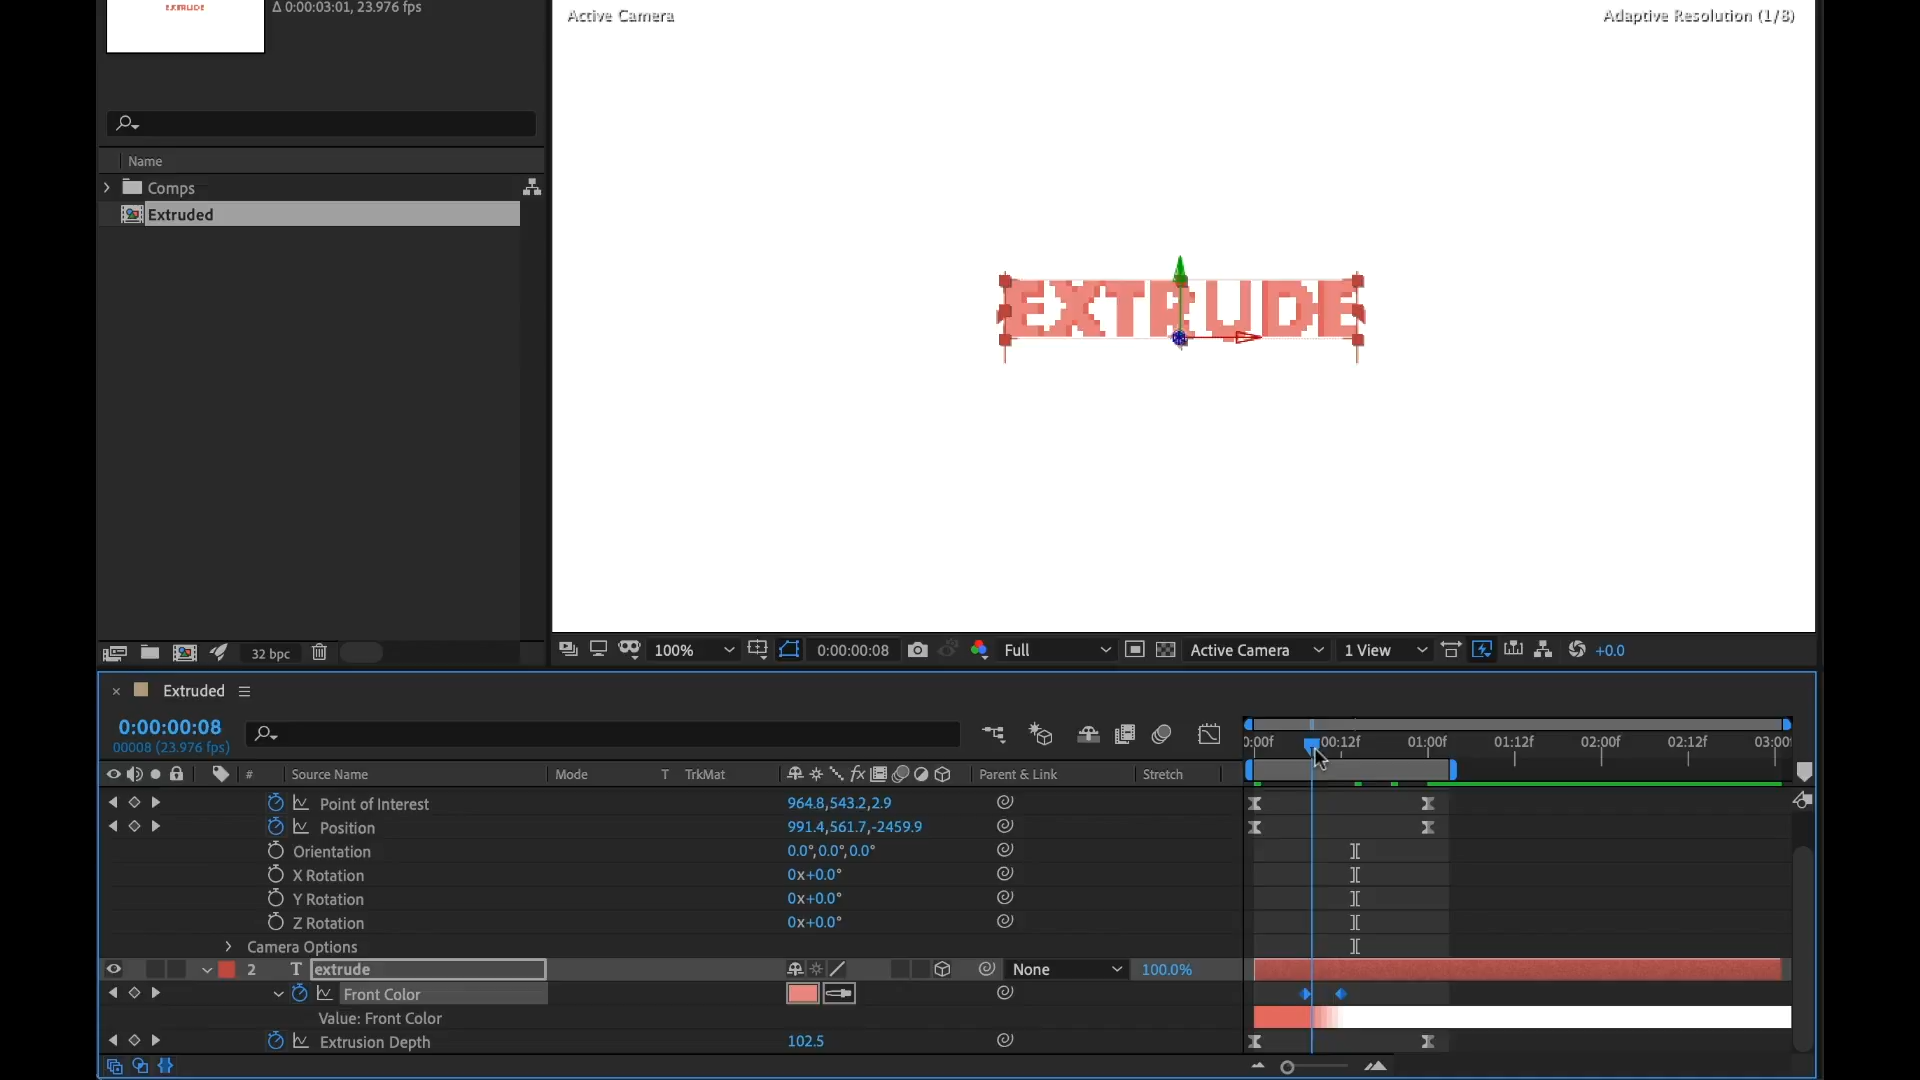 EXTRUDE
Δ 0:00:03:01, 23.976 fps
Active Camera
Adaptive Resolution (1/8)
Name
Comps
Extruded
EXTRUDE
32 bpc
100%
0:00:00:08
Full
Active Camera
1 View
+0.0
× Extruded
0:00:00:08
00008 (23.976 fps)
0:00f 00:12f 01:00f 01:12f 02:00f 02:12f 03:00f
# Source Name Mode T TrkMat fx Parent & Link Stretch
Point of Interest 964.8,543.2,2.9
Position 991.4,561.7,-2459.9
Orientation 0.0°,0.0°,0.0°
X Rotation 0x+0.0°
Y Rotation 0x+0.0°
Z Rotation 0x+0.0°
Camera Options
2 T extrude None 100.0%
Front Color
Value: Front Color
Extrusion Depth 102.5